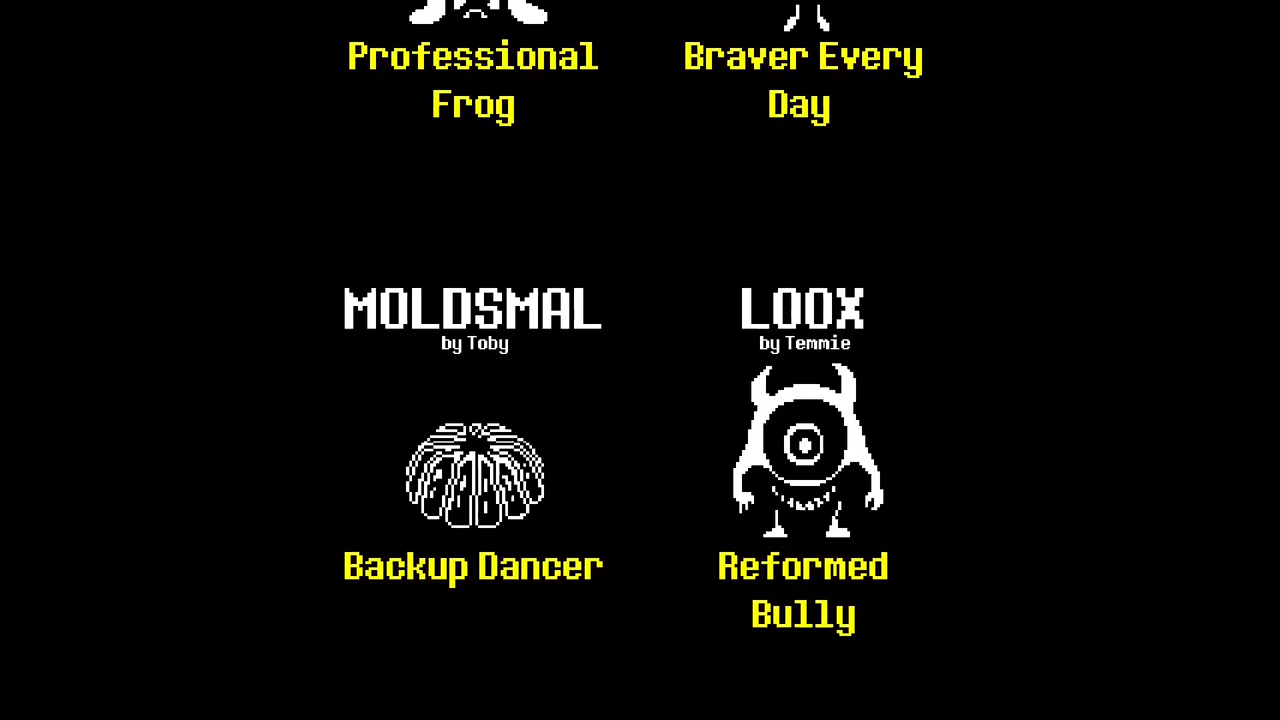 Professional
Frog
Braver Every
Day
MOLDSMAL
by Toby
Backup Dancer
LOOX
by Temmie
Reformed
Bully